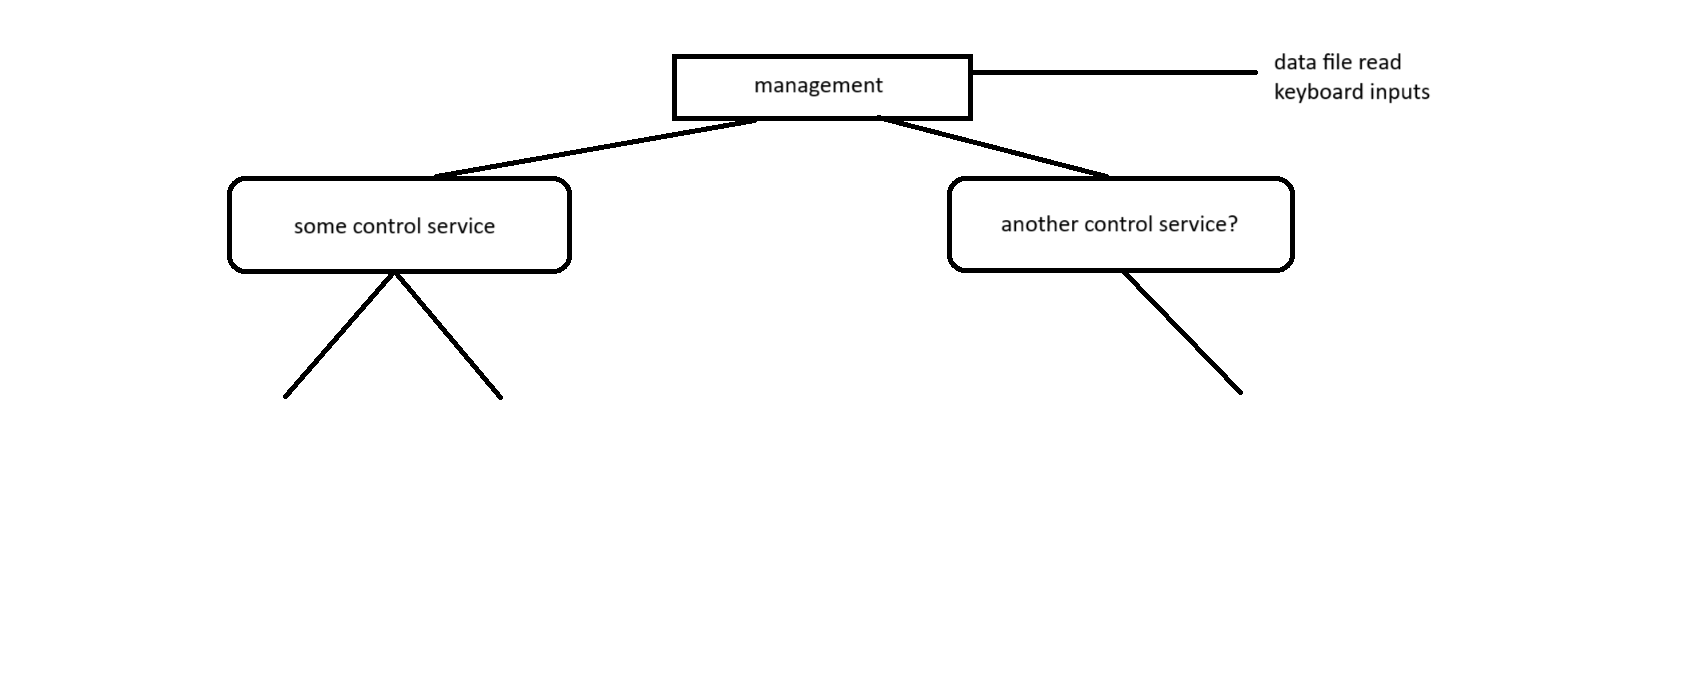 management
data file read
keyboard inputs
some control service
another control service?